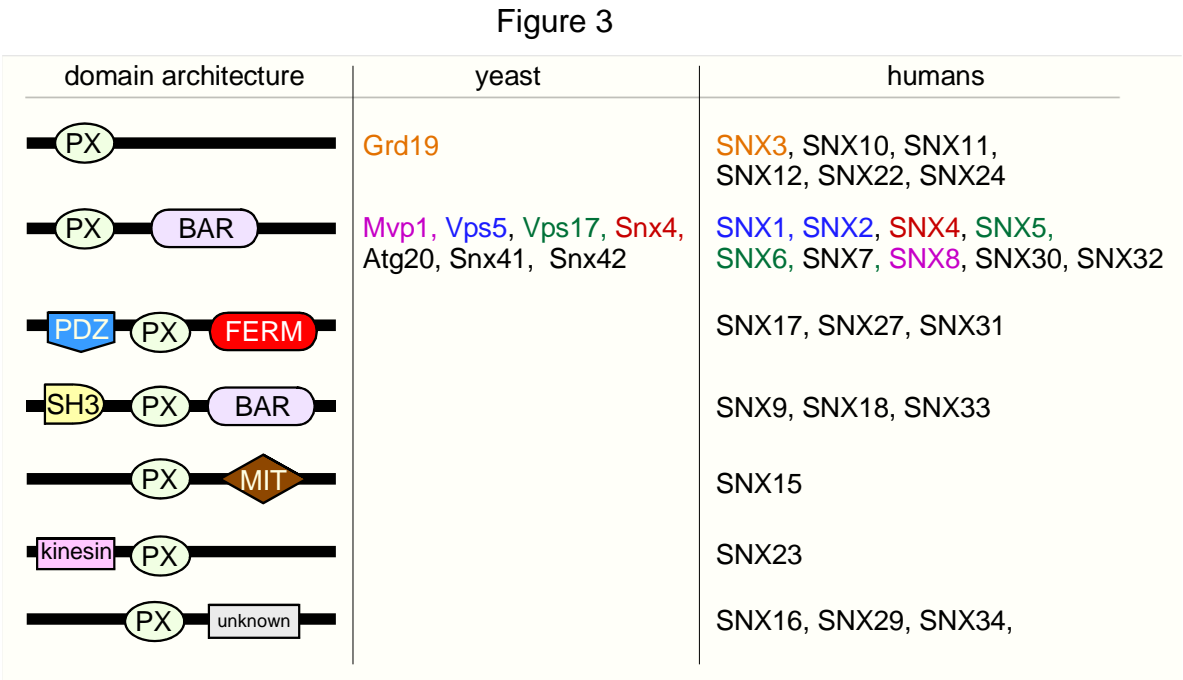 Figure 3
domain architecture yeast humans
PX Grd19 SNX3, SNX10, SNX11,
SNX12, SNX22, SNX24
PX BAR Mvp1, Vps5, Vps17, Snx4, SNX1, SNX2, SNX4, SNX5,
Atg20, Snx41, Snx42 SNX6, SNX7, SNX8, SNX30, SNX32
PDZ PX FERM SNX17, SNX27, SNX31
SH3 PX BAR SNX9, SNX18, SNX33
PX MIT SNX15
kinesin PX SNX23
PX unknown SNX16, SNX29, SNX34,